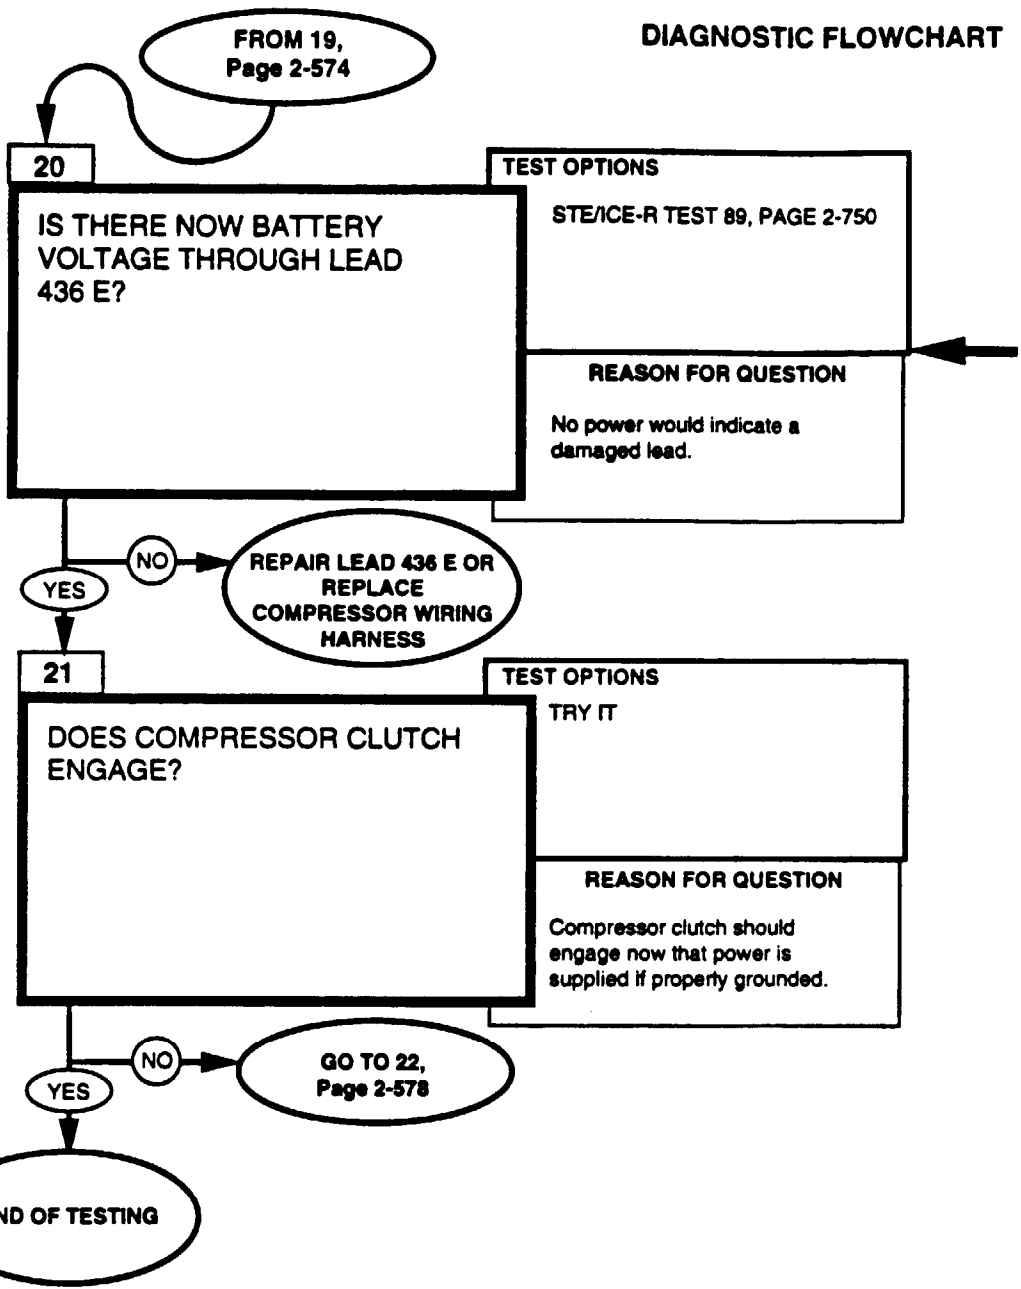 DIAGNOSTIC FLOWCHART
FROM 19,
Page 2-574
20
IS THERE NOW BATTERY
VOLTAGE THROUGH LEAD
436 E?
TEST OPTIONS
STE/ICE-R TEST 89, PAGE 2-750
REASON FOR QUESTION
No power would indicate a
damaged lead.
NO
REPAIR LEAD 436 E OR
REPLACE
COMPRESSOR WIRING
HARNESS
YES
21
DOES COMPRESSOR CLUTCH
ENGAGE?
TEST OPTIONS
TRY IT
REASON FOR QUESTION
Compressor clutch should
engage now that power is
supplied if property grounded.
NO
GO TO 22,
Page 2-578
YES
ND OF TESTING